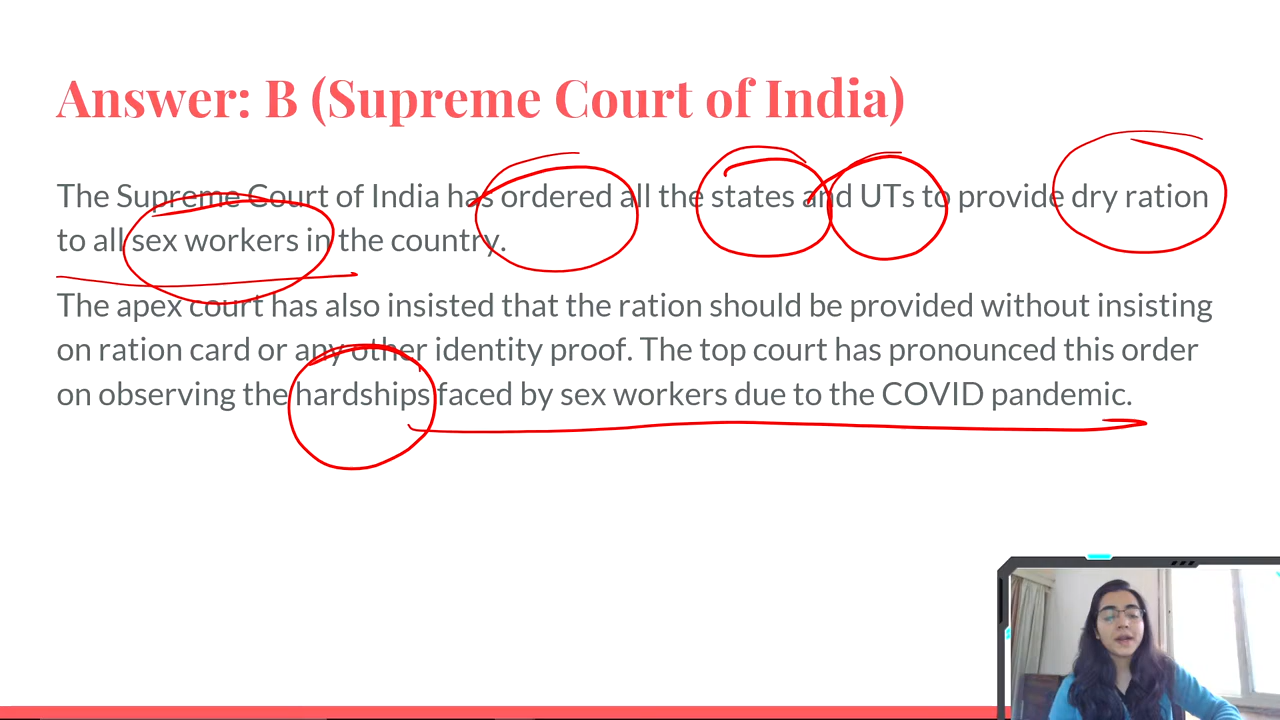 Answer: B (Supreme Court of India)
The Supreme Court of India has ordered all the states and UTs to provide dry ration
to all sex workers in the country.
The apex court has also insisted that the ration should be provided without insisting
on ration card or any other identity proof. The top court has pronounced this order
on observing the hardships faced by sex workers due to the COVID pandemic.